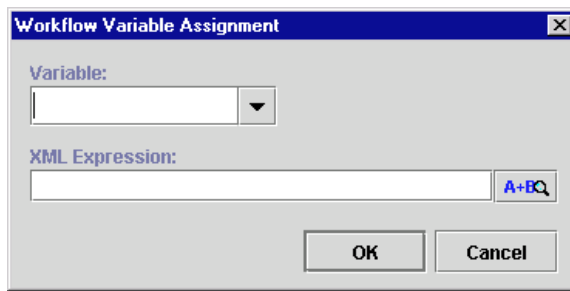 Workflow Variable Assignment
Variable:
XML Expression:
A+B
OK
Cancel